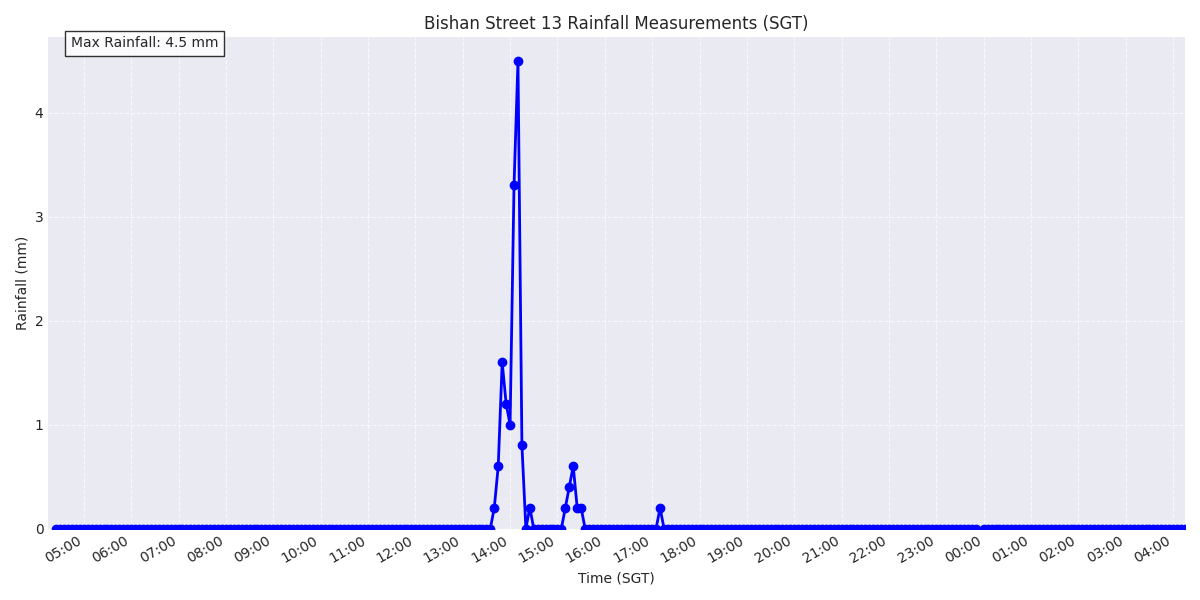 Bishan Street 13 Rainfall Measurements (SGT)
Max Rainfall: 4.5 mm
Rainfall (mm)
4
3
2
1
0
05:00 06:00 07:00 08:00 09:00 10:00 11:00 12:00 13:00 14:00 15:00 16:00 17:00 18:00 19:00 20:00 21:00 22:00 23:00 00:00 01:00 02:00 03:00 04:00
Time (SGT)